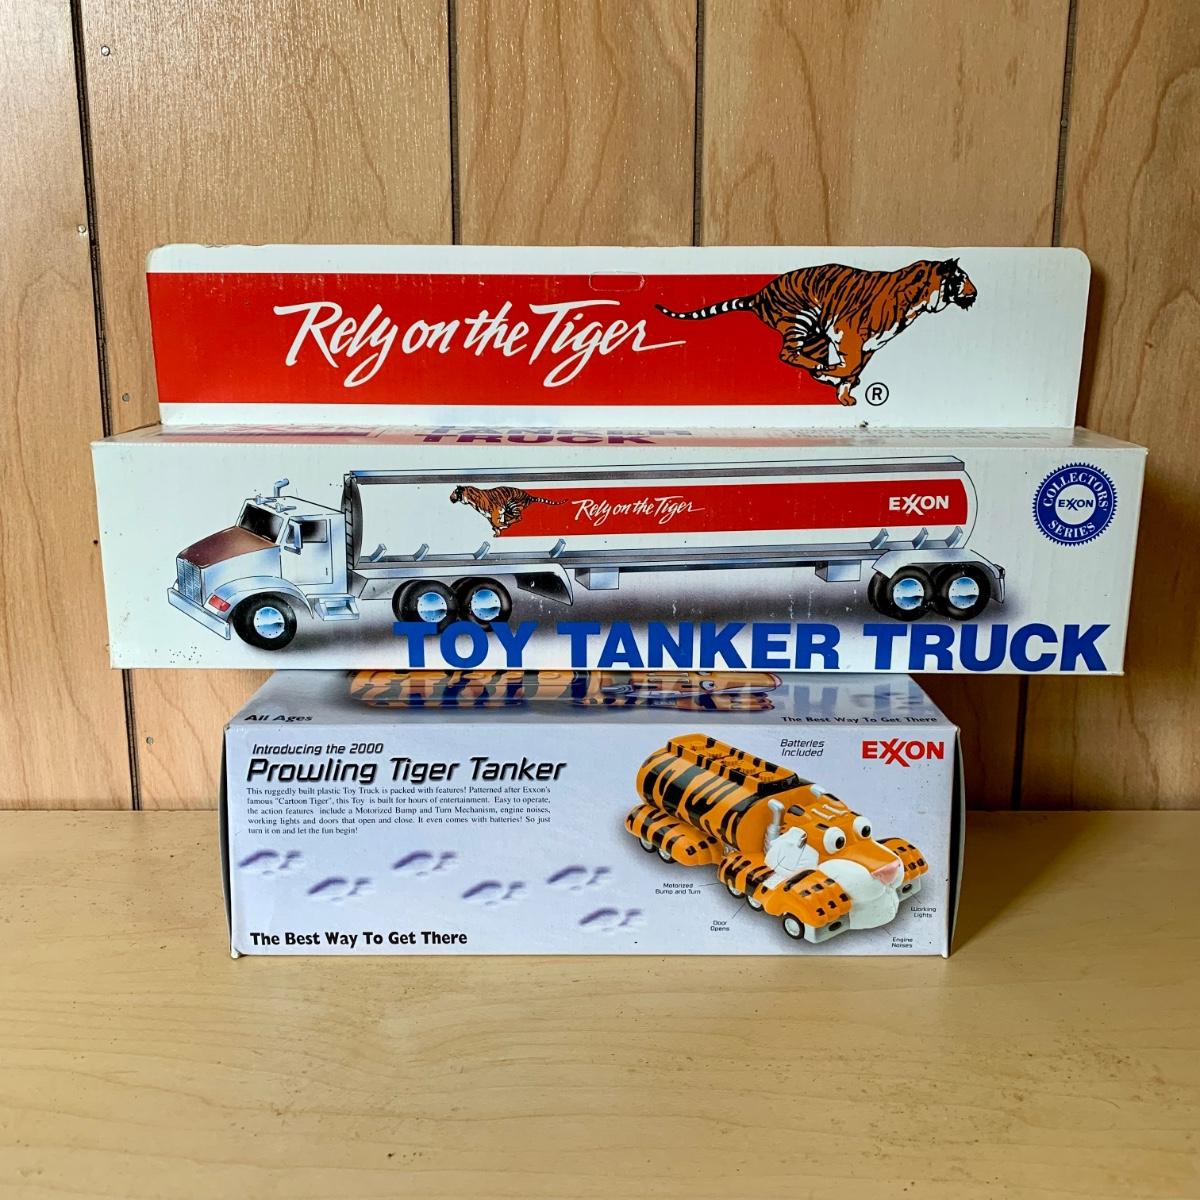 Rely on the Tiger
®
TANKER
TRUCK
Rely on the Tiger
EXXON
COLLECTORS'
EXXON
SERIES
TOY TANKER TRUCK
All Ages
The Best Way To Get There
Introducing the 2000
Prowling Tiger Tanker
This ruggedly built plastic Toy Truck is packed with features! Patterned after Exxon's
famous "Cartoon Tiger", this Toy is built for hours of entertainment. Easy to operate,
the action features include a Motorized Bump and Turn Mechanism, engine noises,
working lights and doors that open and close. It even comes with batteries! So just
turn it on and let the fun begin!
Batteries
Included
EXXON
Motorized
Bump and Turn
Door
Opens
Working
Lights
Engine
Noises
The Best Way To Get There